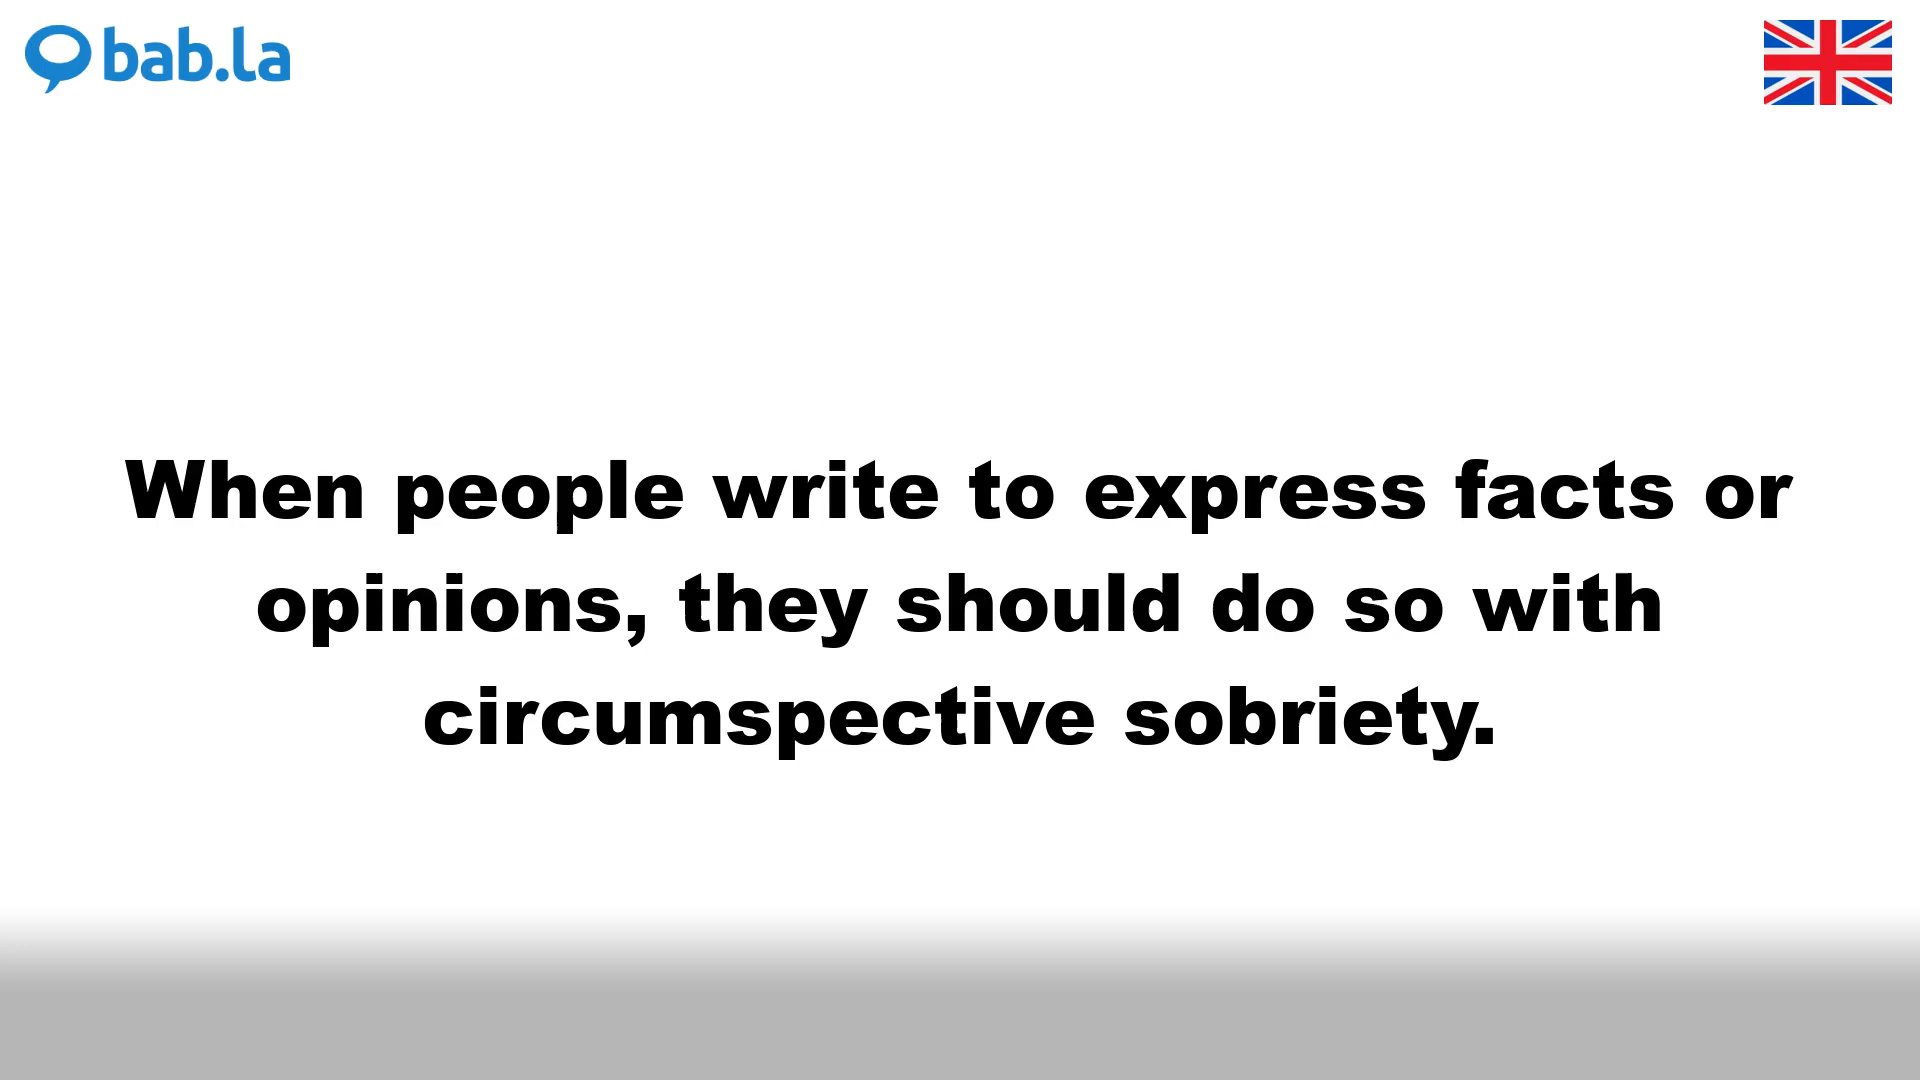 bab.la
When people write to express facts or
opinions, they should do so with
circumspective sobriety.